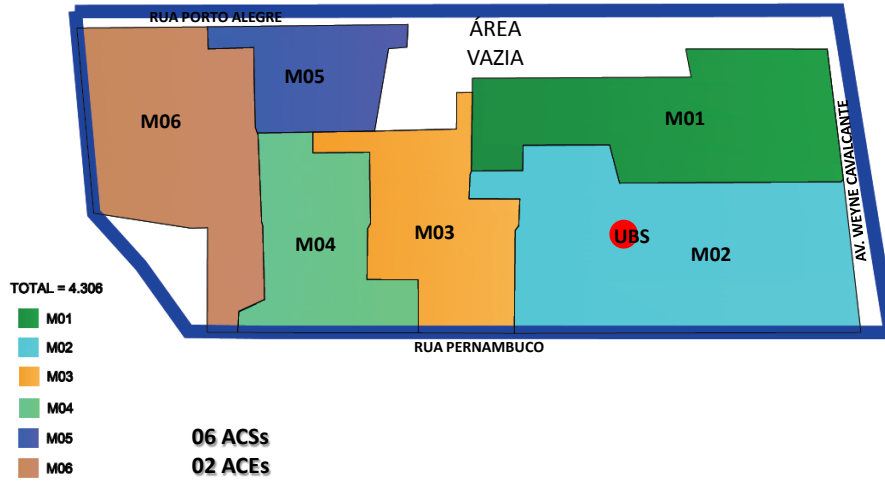 RUA PORTO ALEGRE
ÁREA
VAZIA
M05
M06
M01
AV. WEYNE CAVALCANTE
M04
M03
UBS
M02
TOTAL = 4.306
M01
M02
M03
M04
M05
M06
RUA PERNAMBUCO
06 ACSs
02 ACEs